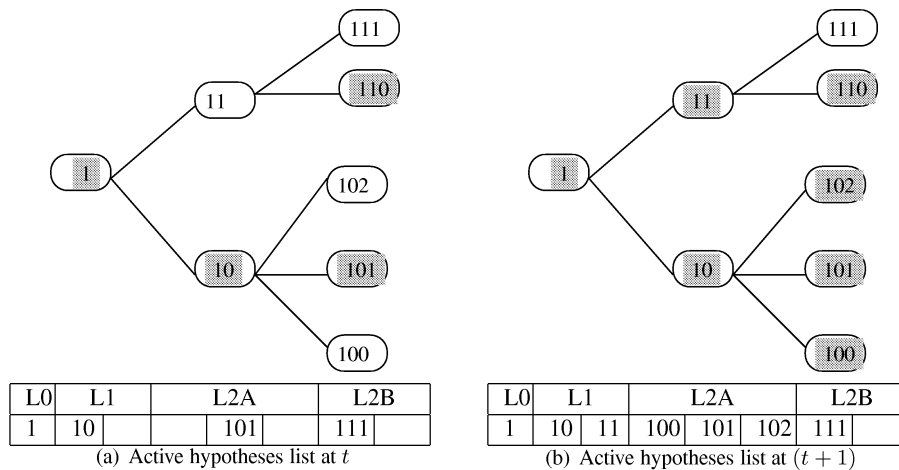 111
11
110
1
102
10
101
100
L0 L1 L2A L2B
1 10 101 111
(a) Active hypotheses list at t
111
11
110
1
102
10
101
100
L0 L1 L2A L2B
1 10 11 100 101 102 111
(b) Active hypotheses list at (t + 1)